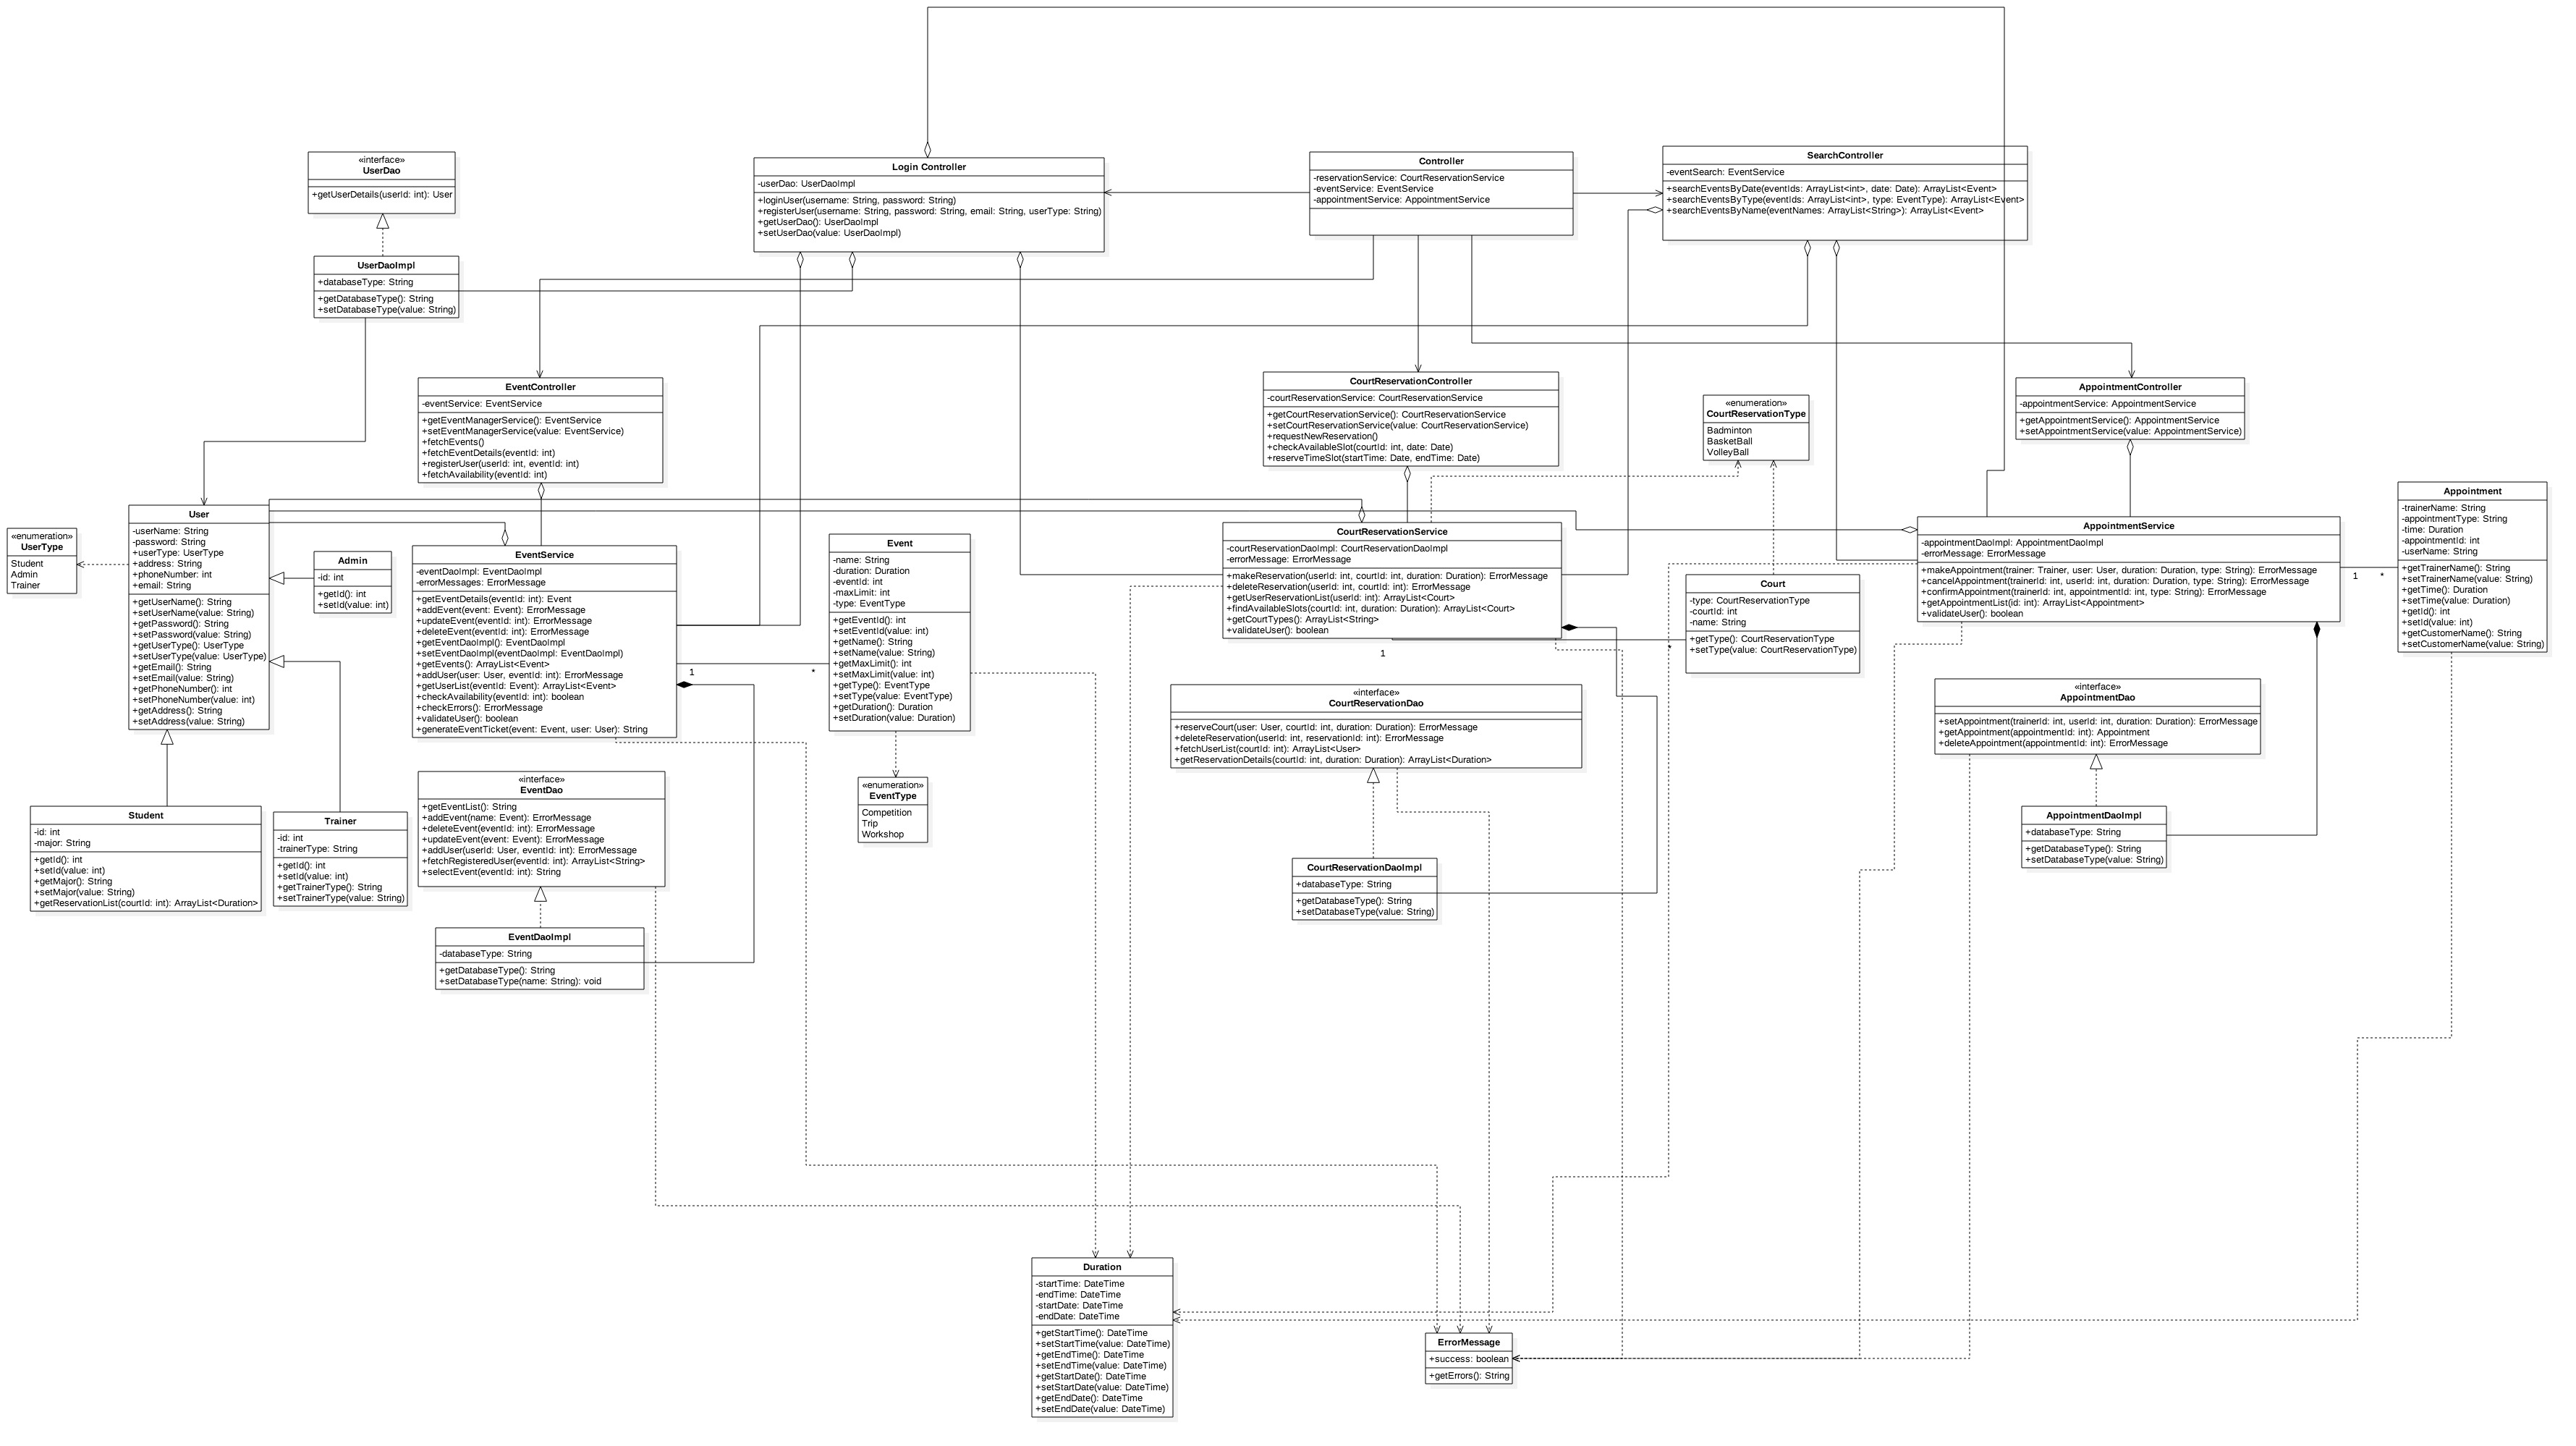 «interface»
UserDao
+getUserDetails(userId: int): User
UserDaoImpl
+databaseType: String
+getDatabaseType(): String
+setDatabaseType(value: String)
Login Controller
-userDao: UserDaoImpl
+loginUser(username: String, password: String)
+registerUser(username: String, password: String, email: String, userType: String)
+getUserDao(): UserDaoImpl
+setUserDao(value: UserDaoImpl)
Controller
-reservationService: CourtReservationService
-eventService: EventService
-appointmentService: AppointmentService
SearchController
-eventSearch: EventService
+searchEventsByDate(eventIds: ArrayList<int>, date: Date): ArrayList<Event>
+searchEventsByType(eventIds: ArrayList<int>, type: EventType): ArrayList<Event>
+searchEventsByName(eventNames: ArrayList<String>): ArrayList<Event>
EventController
-eventService: EventService
+getEventManagerService(): EventService
+setEventManagerService(value: EventService)
+fetchEvents()
+fetchEventDetails(eventId: int)
+registerUser(userId: int, eventId: int)
+fetchAvailability(eventId: int)
CourtReservationController
-courtReservationService: CourtReservationService
+getCourtReservationService(): CourtReservationService
+setCourtReservationService(value: CourtReservationService)
+requestNewReservation()
+checkAvailableSlot(courtId: int, date: Date)
+reserveTimeSlot(startTime: Date, endTime: Date)
«enumeration»
CourtReservationType
Badminton
BasketBall
VolleyBall
AppointmentController
-appointmentService: AppointmentService
+getAppointmentService(): AppointmentService
+setAppointmentService(value: AppointmentService)
«enumeration»
UserType
Student
Admin
Trainer
User
-userName: String
-password: String
+userType: UserType
+address: String
+phoneNumber: int
+email: String
+getUserName(): String
+setUserName(value: String)
+getPassword(): String
+setPassword(value: String)
+getUserType(): UserType
+setUserType(value: UserType)
+getEmail(): String
+setEmail(value: String)
+getPhoneNumber(): int
+setPhoneNumber(value: int)
+getAddress(): String
+setAddress(value: String)
Admin
-id: int
+getId(): int
+setId(value: int)
EventService
-eventDaoImpl: EventDaoImpl
-errorMessages: ErrorMessage
+getEventDetails(eventId: int): Event
+addEvent(event: Event): ErrorMessage
+updateEvent(eventId: int): ErrorMessage
+deleteEvent(eventId: int): ErrorMessage
+getEventDaoImpl(): EventDaoImpl
+setEventDaoImpl(eventDaoImpl: EventDaoImpl)
+getEvents(): ArrayList<Event>
+addUser(user: User, eventId: int): ErrorMessage
+getUserList(eventId: Event): ArrayList<Event>
+checkAvailability(eventId: int): boolean
+checkErrors(): ErrorMessage
+validateUser(): boolean
+generateEventTicket(event: Event, user: User): String
1
*
Event
-name: String
-duration: Duration
-eventId: int
-maxLimit: int
-type: EventType
+getEventId(): int
+setEventId(value: int)
+getName(): String
+setName(value: String)
+getMaxLimit(): int
+setMaxLimit(value: int)
+getType(): EventType
+setType(value: EventType)
+getDuration(): Duration
+setDuration(value: Duration)
CourtReservationService
-courtReservationDaoImpl: CourtReservationDaoImpl
-errorMessage: ErrorMessage
+makeReservation(userId: int, courtId: int, duration: Duration): ErrorMessage
+deleteReservation(userId: int, courtId: int): ErrorMessage
+getUserReservationList(userId: int): ArrayList<Court>
+findAvailableSlots(courtId: int, duration: Duration): ArrayList<Court>
+getCourtTypes(): ArrayList<String>
+validateUser(): boolean
1
*
Court
-type: CourtReservationType
-courtId: int
-name: String
+getType(): CourtReservationType
+setType(value: CourtReservationType)
AppointmentService
-appointmentDaoImpl: AppointmentDaoImpl
-errorMessage: ErrorMessage
+makeAppointment(trainer: Trainer, user: User, duration: Duration, type: String): ErrorMessage
+cancelAppointment(trainerId: int, userId: int, duration: Duration, type: String): ErrorMessage
+confirmAppointment(trainerId: int, appointmentId: int, type: String): ErrorMessage
+getAppointmentList(id: int): ArrayList<Appointment>
+validateUser(): boolean
1
*
Appointment
-trainerName: String
-appointmentType: String
-time: Duration
-appointmentId: int
-userName: String
+getTrainerName(): String
+setTrainerName(value: String)
+getTime(): Duration
+setTime(value: Duration)
+getId(): int
+setId(value: int)
+getCustomerName(): String
+setCustomerName(value: String)
Student
-id: int
-major: String
+getId(): int
+setId(value: int)
+getMajor(): String
+setMajor(value: String)
+getReservationList(courtId: int): ArrayList<Duration>
Trainer
-id: int
-trainerType: String
+getId(): int
+setId(value: int)
+getTrainerType(): String
+setTrainerType(value: String)
«interface»
EventDao
+getEventList(): String
+addEvent(name: Event): ErrorMessage
+deleteEvent(eventId: int): ErrorMessage
+updateEvent(event: Event): ErrorMessage
+addUser(userId: User, eventId: int): ErrorMessage
+fetchRegisteredUser(eventId: int): ArrayList<String>
+selectEvent(eventId: int): String
EventDaoImpl
-databaseType: String
+getDatabaseType(): String
+setDatabaseType(name: String): void
«enumeration»
EventType
Competition
Trip
Workshop
«interface»
CourtReservationDao
+reserveCourt(user: User, courtId: int, duration: Duration): ErrorMessage
+deleteReservation(userId: int, reservationId: int): ErrorMessage
+fetchUserList(courtId: int): ArrayList<User>
+getReservationDetails(courtId: int, duration: Duration): ArrayList<Duration>
CourtReservationDaoImpl
+databaseType: String
+getDatabaseType(): String
+setDatabaseType(value: String)
«interface»
AppointmentDao
+setAppointment(trainerId: int, userId: int, duration: Duration): ErrorMessage
+getAppointment(appointmentId: int): Appointment
+deleteAppointment(appointmentId: int): ErrorMessage
AppointmentDaoImpl
+databaseType: String
+getDatabaseType(): String
+setDatabaseType(value: String)
Duration
-startTime: DateTime
-endTime: DateTime
-startDate: DateTime
-endDate: DateTime
+getStartTime(): DateTime
+setStartTime(value: DateTime)
+getEndTime(): DateTime
+setEndTime(value: DateTime)
+getStartDate(): DateTime
+setStartDate(value: DateTime)
+getEndDate(): DateTime
+setEndDate(value: DateTime)
ErrorMessage
+success: boolean
+getErrors(): String